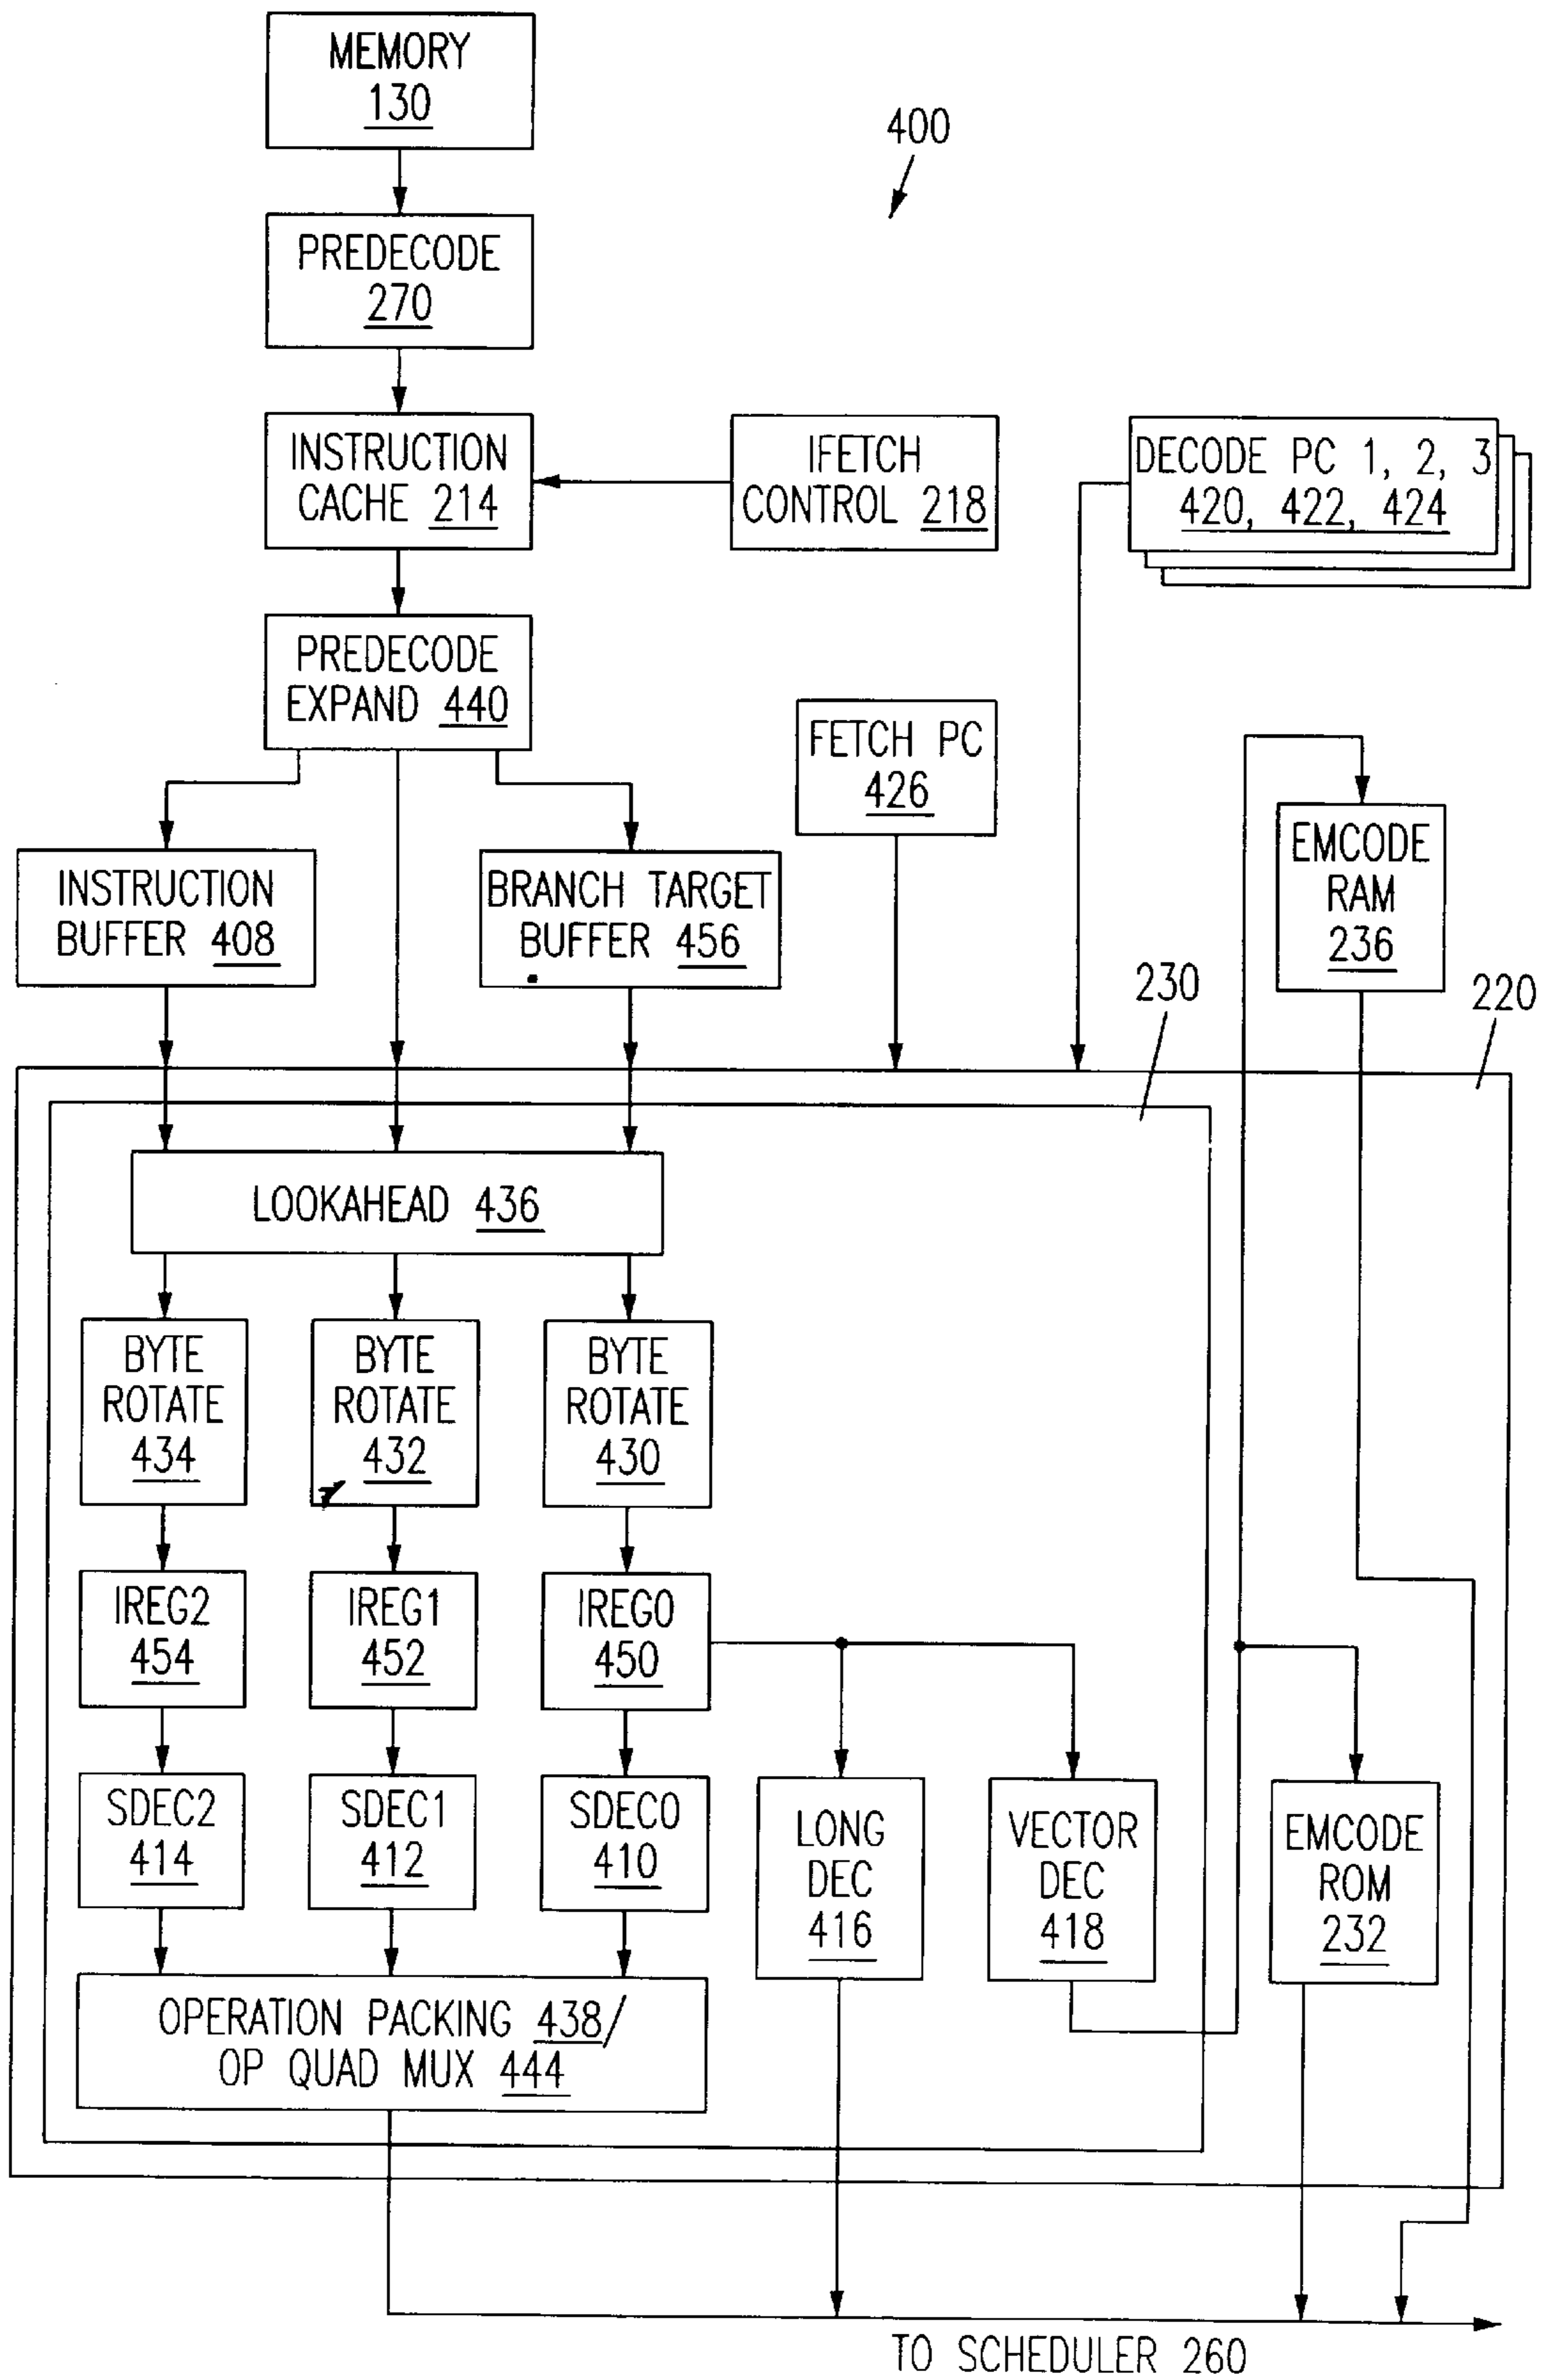 MEMORY
130
400
PREDECODE
270
INSTRUCTION
CACHE 214
IFETCH
CONTROL 218
DECODE PC 1, 2, 3
420, 422, 424
PREDECODE
EXPAND 440
FETCH PC
426
EMCODE
RAM
236
INSTRUCTION
BUFFER 408
BRANCH TARGET
BUFFER 456
230
220
LOOKAHEAD 436
BYTE
ROTATE
434
BYTE
ROTATE
432
BYTE
ROTATE
430
IREG2
454
IREG1
452
IREG0
450
SDEC2
414
SDEC1
412
SDEC0
410
LONG
DEC
416
VECTOR
DEC
418
EMCODE
ROM
232
OPERATION PACKING 438/
OP QUAD MUX 444
TO SCHEDULER 260